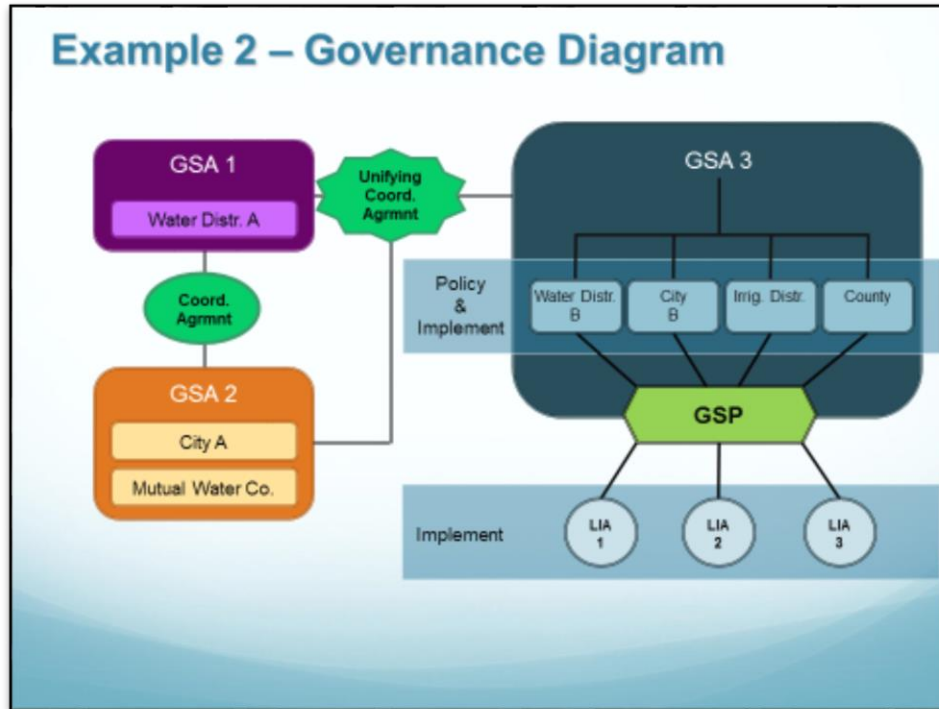 Example 2 – Governance Diagram
GSA 1
Water Distr. A
Unifying
Coord.
Agrmnt
GSA 3
Coord.
Agrmnt
Policy
&
Implement
Water Distr.
B
City
B
Irrig. Distr.
County
GSA 2
City A
Mutual Water Co.
GSP
Implement
LIA
1
LIA
2
LIA
3